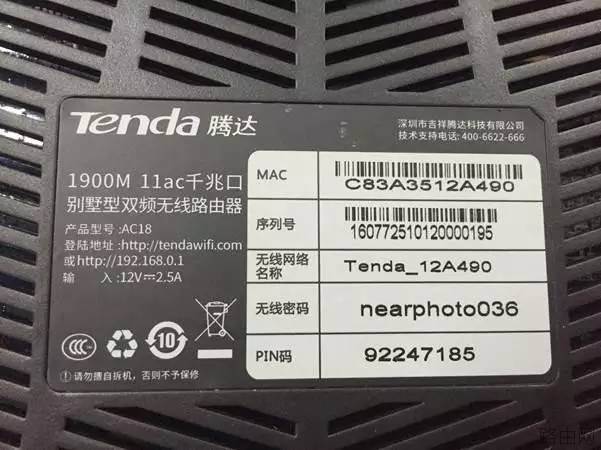 Tenda 腾达
深圳市吉祥腾达科技有限公司
技术支持电话: 400-6622-666
1900M 11ac千兆口
别墅型双频无线路由器
产品型号:AC18
登陆地址:http://tendawifi.com
或http://192.168.0.1
输 入:12V⎓2.5A
MAC
C83A3512A490
序列号
160772510120000195
无线网络
名称
Tenda_12A490
无线密码
nearphoto036
PIN码
92247185
CCC
10
!请勿擅自拆机，否则不予保修
路由网